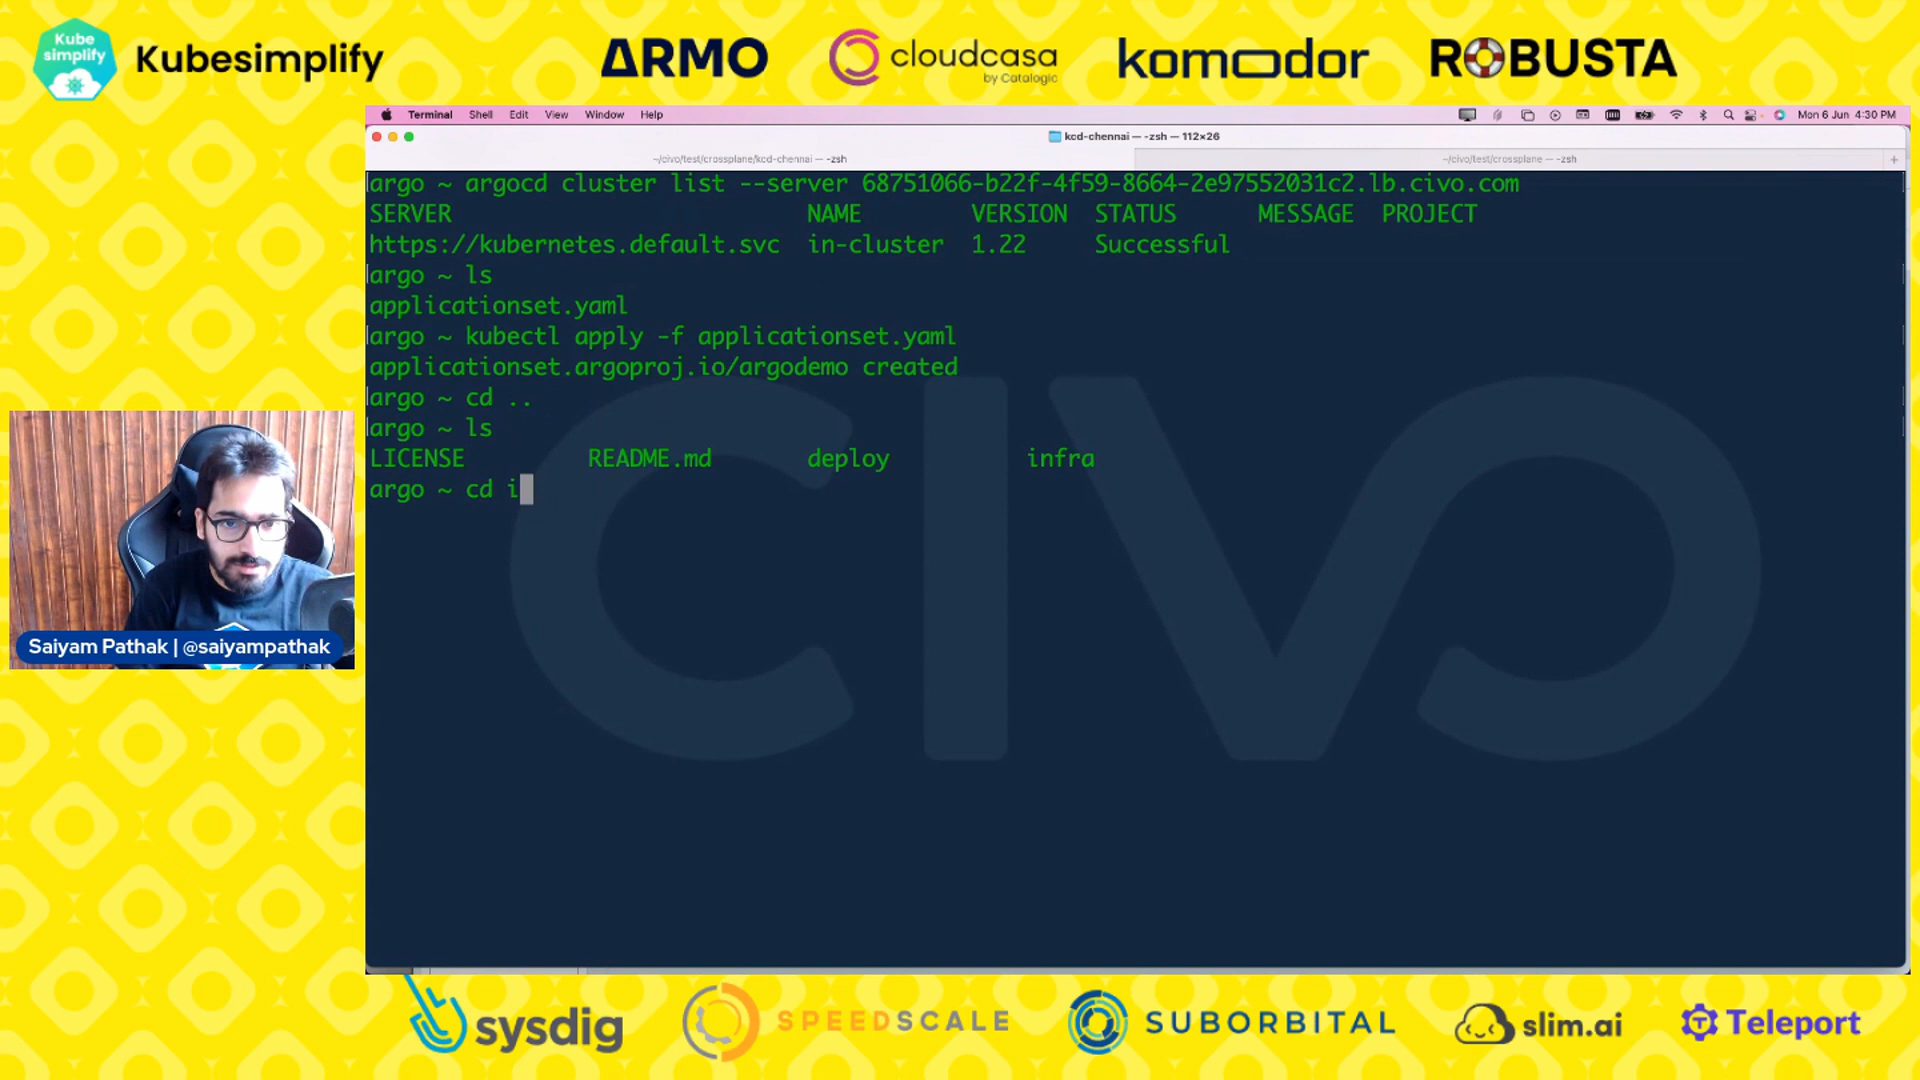 Kube
simplify
Kubesimplify
ARMO
cloudcasa
by Catalogic
komodor
ROBUSTA
Terminal Shell Edit View Window Help
Mon 6 Jun 4:30 PM
kcd-chennai — -zsh — 112×26
~/civo/test/crossplane/kcd-chennai — -zsh
~/civo/test/crossplane — -zsh
argo ~ argocd cluster list --server 68751066-b22f-4f59-8664-2e97552031c2.lb.civo.com
SERVER NAME VERSION STATUS MESSAGE PROJECT
https://kubernetes.default.svc in-cluster 1.22 Successful
argo ~ ls
applicationset.yaml
argo ~ kubectl apply -f applicationset.yaml
applicationset.argoproj.io/argodemo created
argo ~ cd ..
argo ~ ls
LICENSE README.md deploy infra
argo ~ cd i
CIVO
Saiyam Pathak | @saiyampathak
sysdig
SPEEDSCALE
SUBORBITAL
slim.ai
Teleport